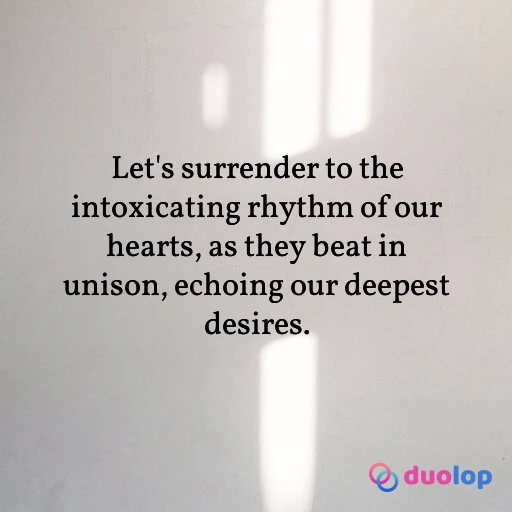 Let's surrender to the
intoxicating rhythm of our
hearts, as they beat in
unison, echoing our deepest
desires.
duolop